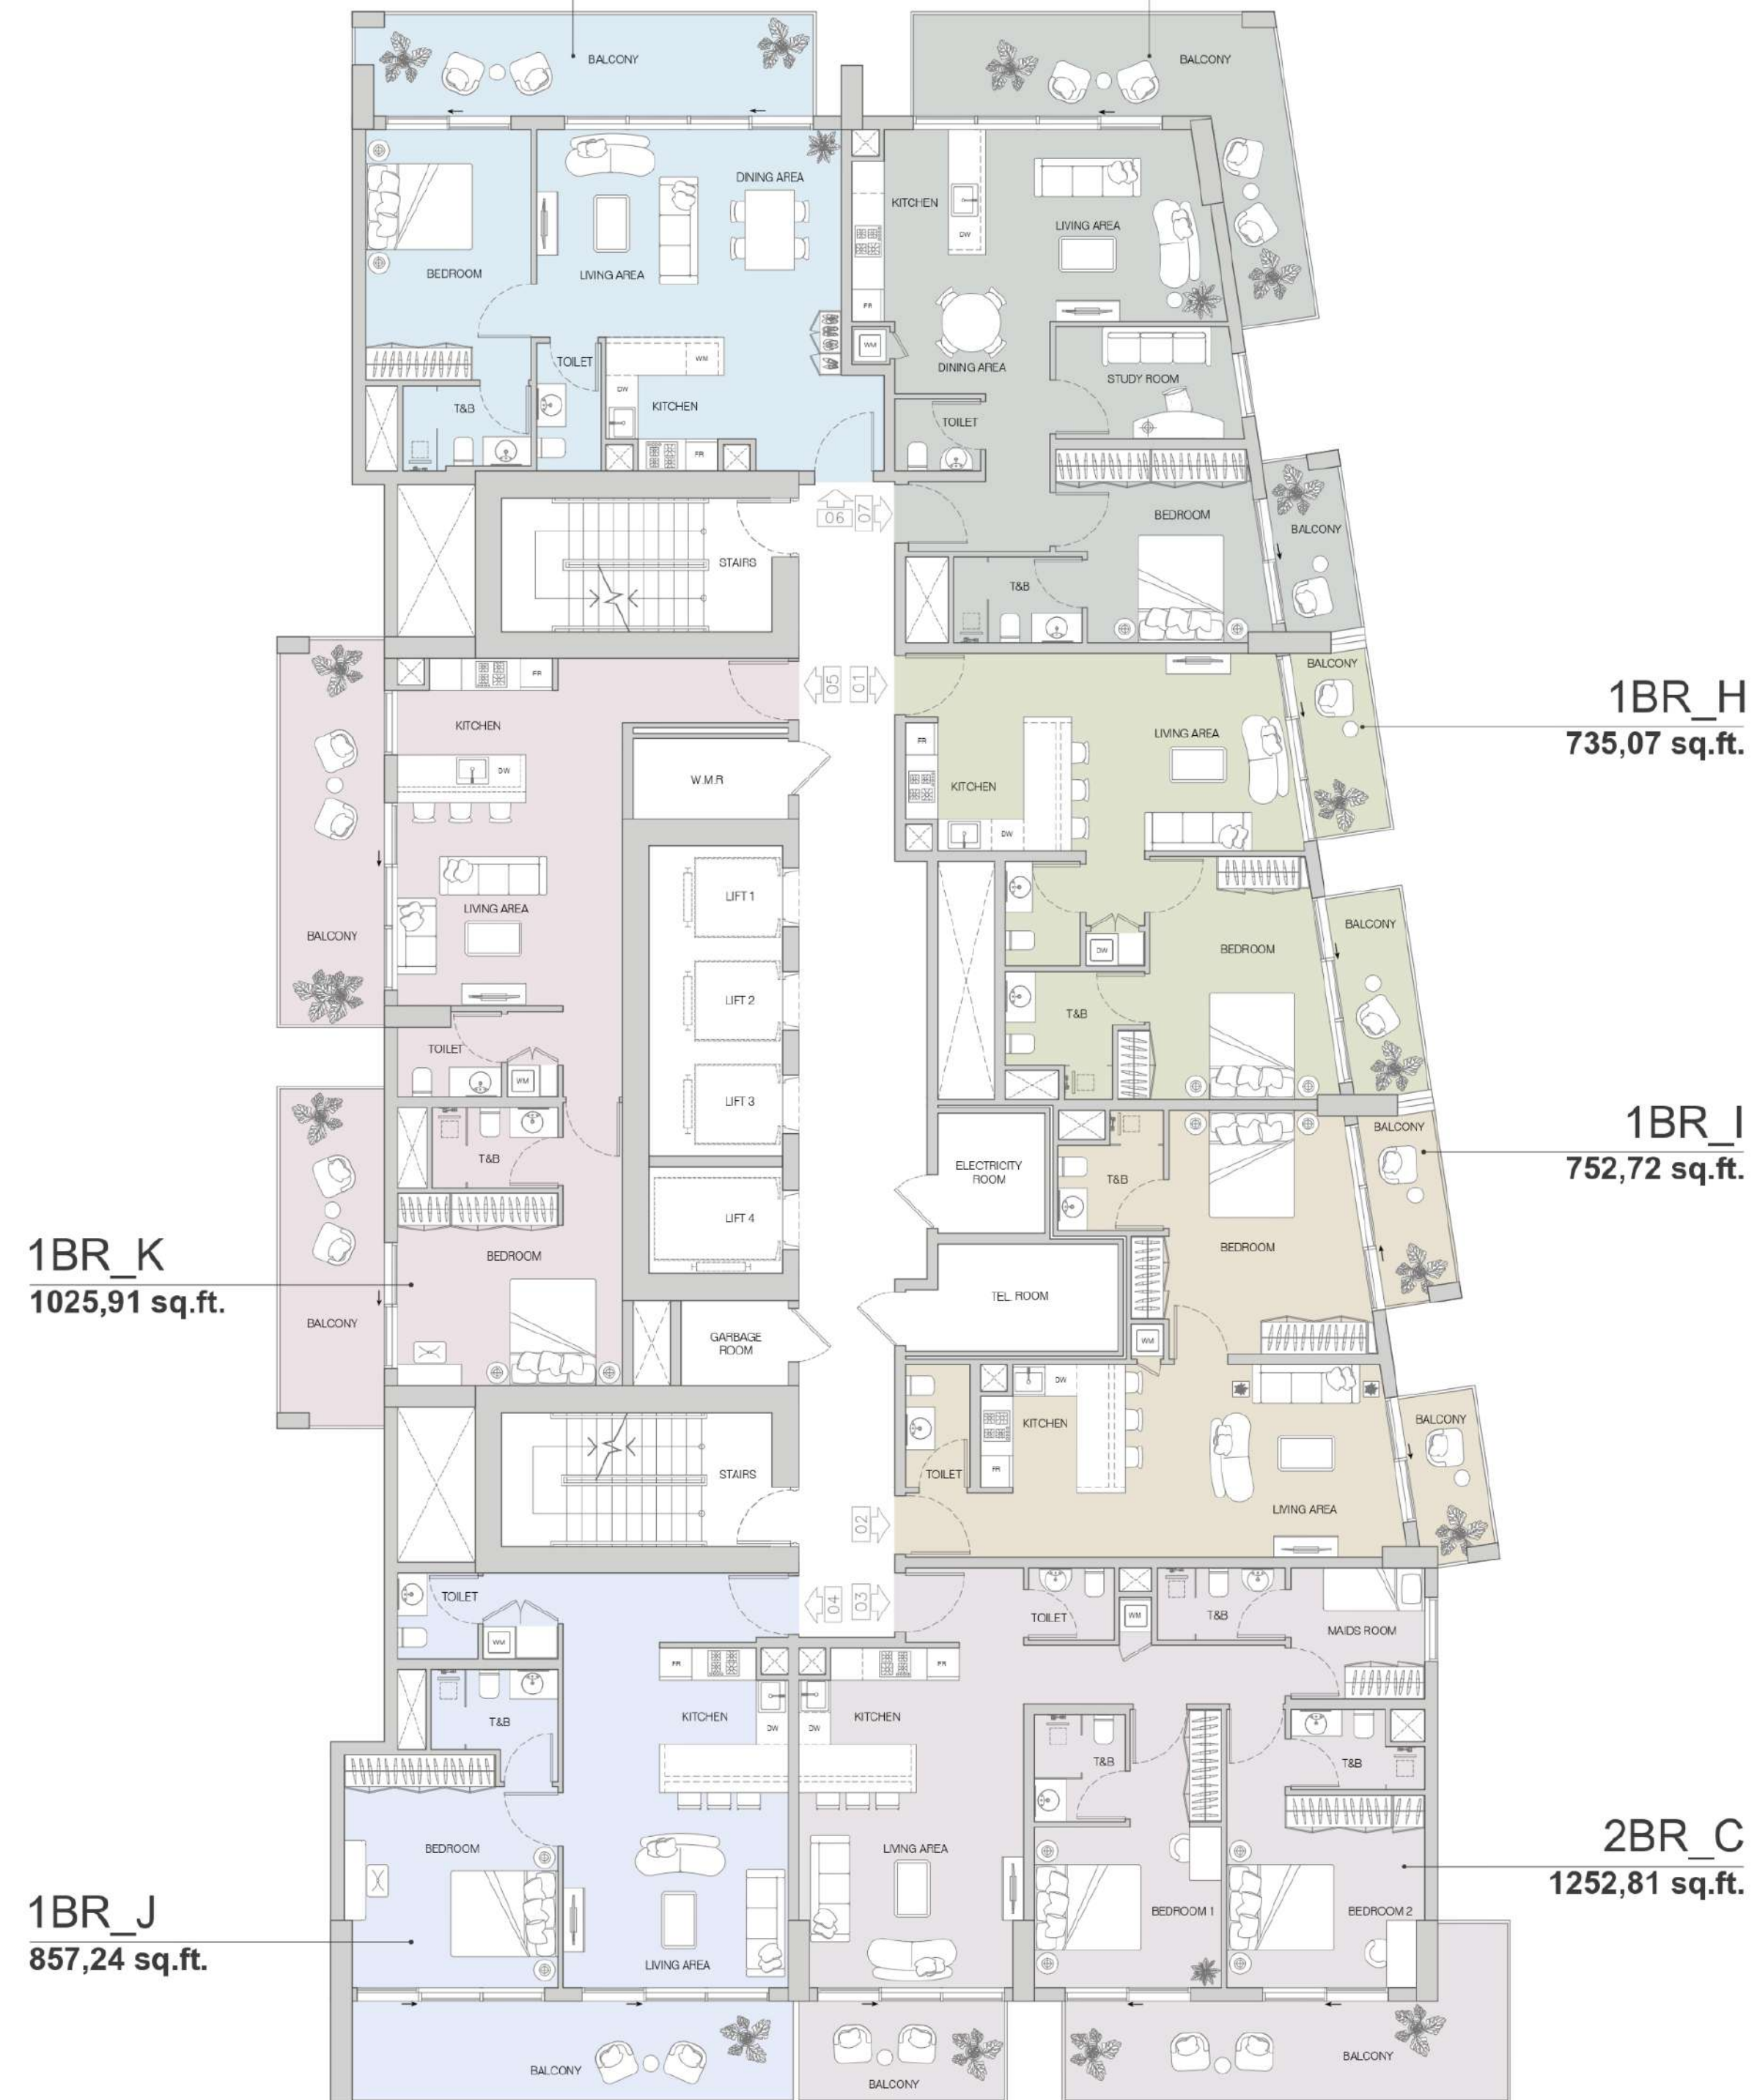 BALCONY
BALCONY
DINING AREA
KITCHEN
LIVING AREA
DW
BEDROOM
LIVING AREA
FR
WM
TOILET
WM
DINING AREA
STUDY ROOM
DW
T&B
KITCHEN
TOILET
FR
06
07
BEDROOM
BALCONY
STAIRS
T&B
BALCONY
05
01
FR
1BR_H
735,07 sq.ft.
KITCHEN
LIVING AREA
FR
DW
W.M.R
KITCHEN
DW
LIFT 1
LIVING AREA
BALCONY
BALCONY
BEDROOM
DW
LIFT 2
T&B
TOILET
WM
LIFT 3
BALCONY
1BR_I
752,72 sq.ft.
T&B
ELECTRICITY
ROOM
T&B
LIFT 4
BEDROOM
BEDROOM
1BR_K
1025,91 sq.ft.
TEL. ROOM
BALCONY
GARBAGE
ROOM
WM
DW
KITCHEN
BALCONY
FR
STAIRS
TOILET
LIVING AREA
02
TOILET
04
03
TOILET
WM
T&B
MAIDS ROOM
WM
FR
FR
KITCHEN
DW
DW
KITCHEN
T&B
T&B
T&B
BEDROOM
LIVING AREA
2BR_C
1252,81 sq.ft.
BEDROOM 1
BEDROOM 2
1BR_J
857,24 sq.ft.
LIVING AREA
BALCONY
BALCONY
BALCONY